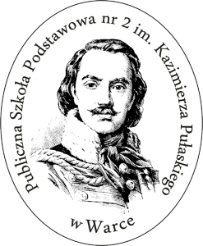 Publiczna Szkoła Podstawowa nr 2 im. Kazimierza Pułaskiego
w Warce